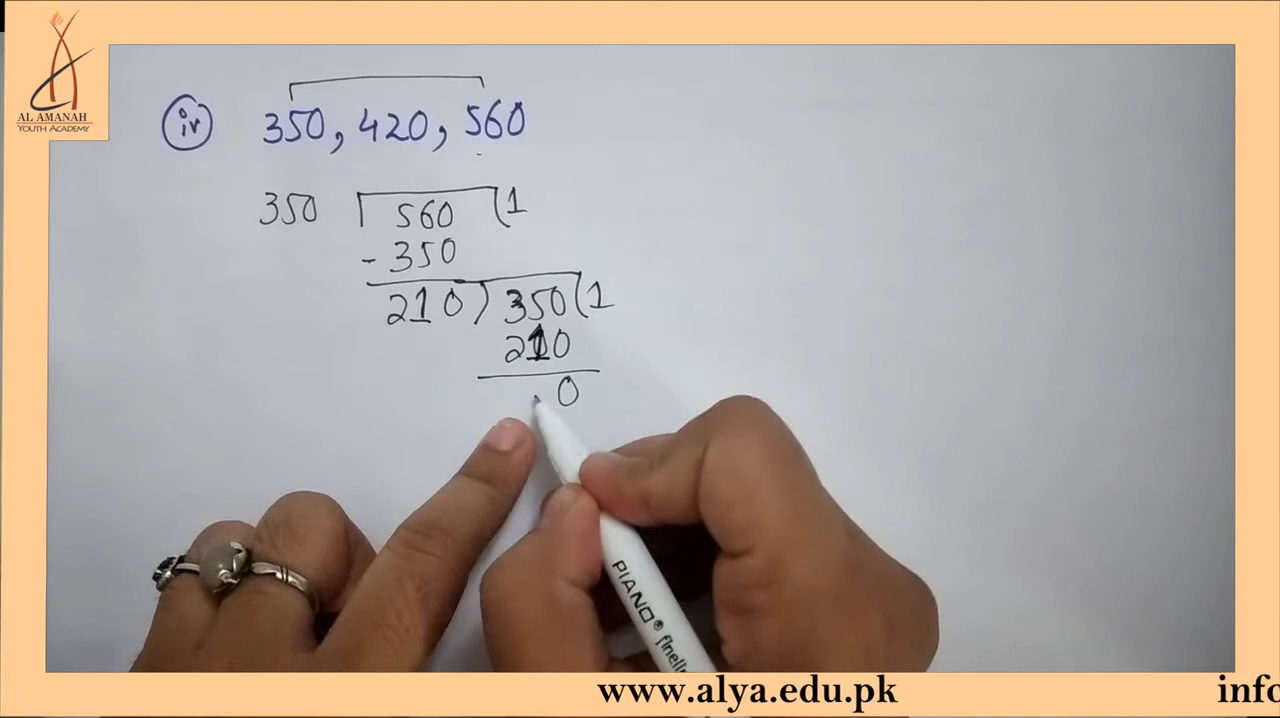 AL AMANAH
YOUTH ACADEMY
iv 350, 420, 560
350 560 (1
- 350
210 ) 350 (1
210
0
PIANO® fineli
www.alya.edu.pk info